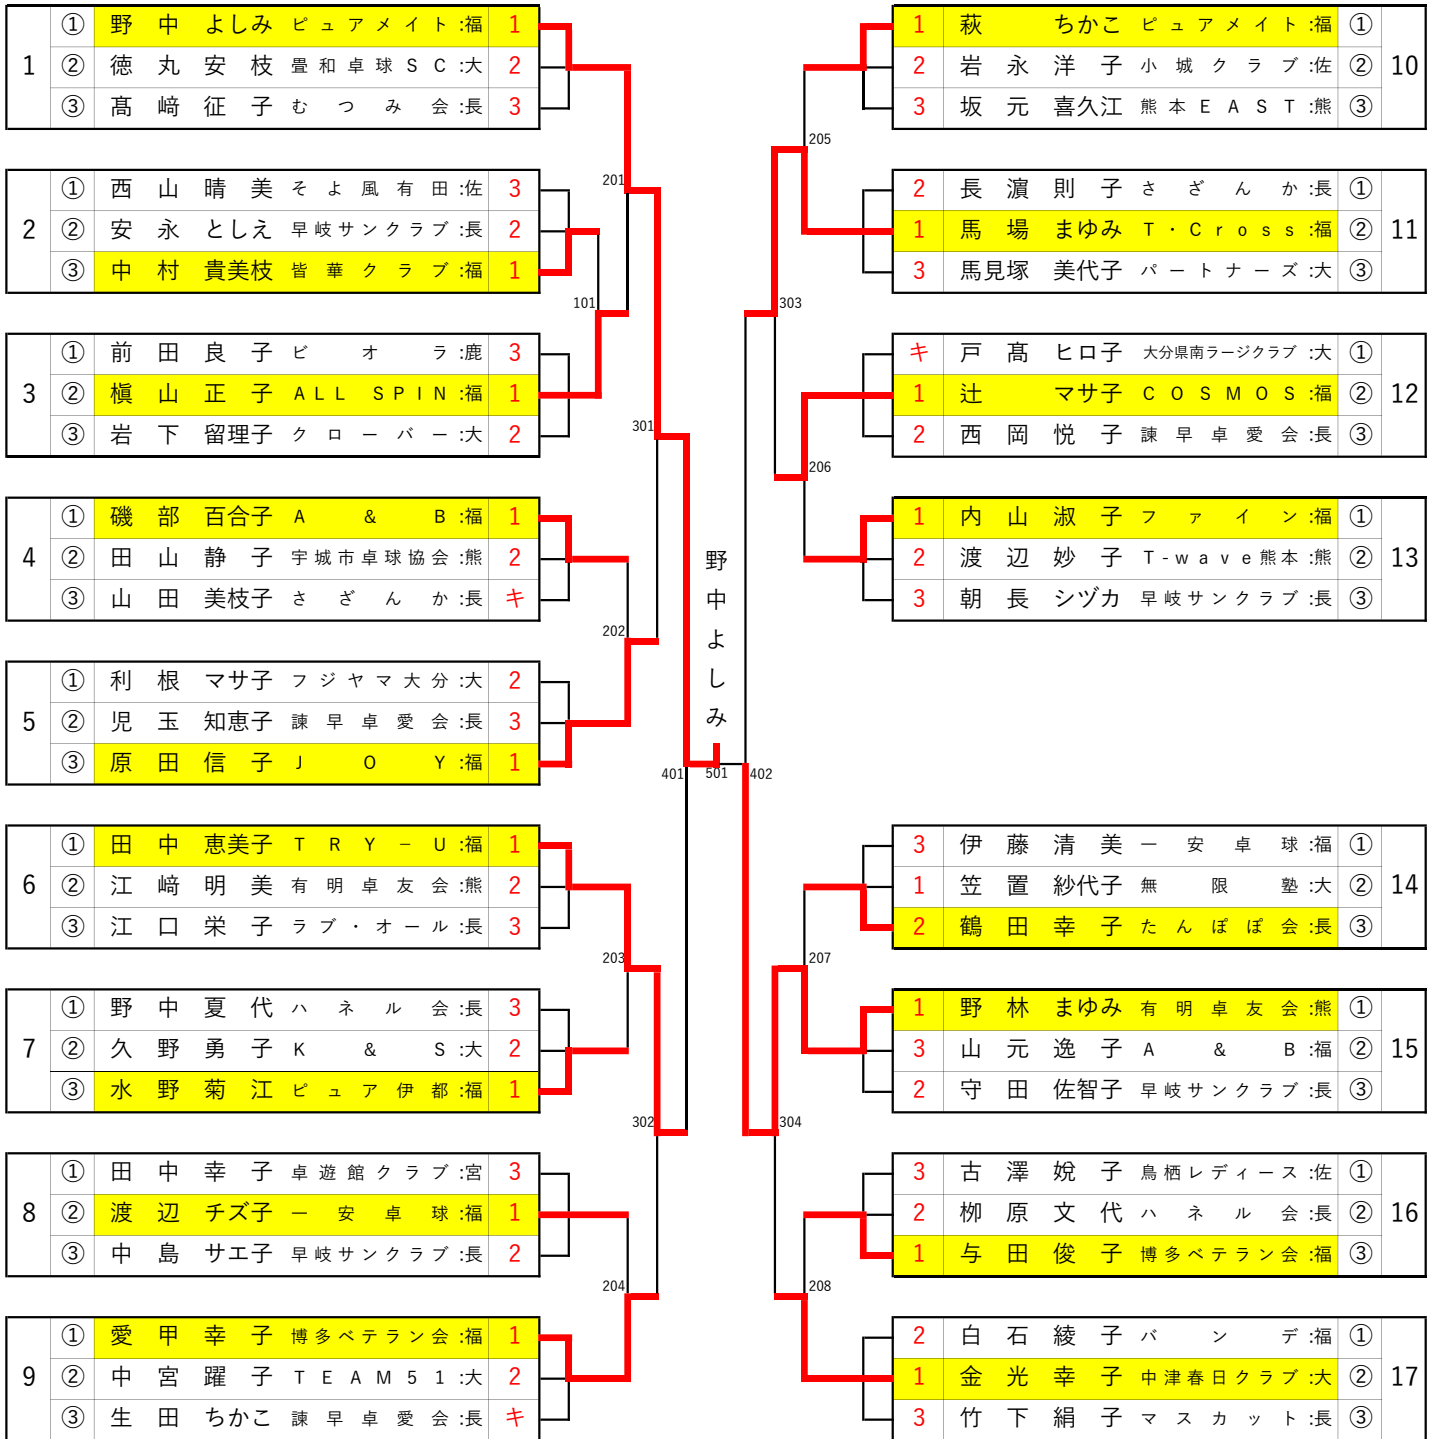 1
① 野中 よしみ ピュアメイト :福 1
② 徳丸 安枝 畳和卓球SC :大 2
③ 髙﨑 征子 むつみ会 :長 3
2
① 西山 晴美 そよ風有田 :佐 3
② 安永 としえ 早岐サンクラブ :長 2
③ 中村 貴美枝 皆華クラブ :福 1
3
① 前田 良子 ビオラ :鹿 3
② 槇山 正子 ALL SPIN :福 1
③ 岩下 留理子 クローバー :大 2
4
① 磯部 百合子 A&B :福 1
② 田山 静子 宇城市卓球協会 :熊 2
③ 山田 美枝子 さざんか :長 キ
5
① 利根 マサ子 フジヤマ大分 :大 2
② 児玉 知恵子 諫早卓愛会 :長 3
③ 原田 信子 JOY :福 1
6
① 田中 恵美子 TRY-U :福 1
② 江﨑 明美 有明卓友会 :熊 2
③ 江口 栄子 ラブ・オール :長 3
7
① 野中 夏代 ハネル会 :長 3
② 久野 勇子 K&S :大 2
③ 水野 菊江 ピュア伊都 :福 1
8
① 田中 幸子 卓遊館クラブ :宮 3
② 渡辺 チズ子 一安卓球 :福 1
③ 中島 サエ子 早岐サンクラブ :長 2
9
① 愛甲 幸子 博多ベテラン会 :福 1
② 中宮 躍子 TEAM51 :大 2
③ 生田 ちかこ 諫早卓愛会 :長 キ
201
101
301
202
203
302
204
401
501
402
野中よしみ
205
303
206
207
304
208
1 萩 ちかこ ピュアメイト :福 ①
2 岩永 洋子 小城クラブ :佐 ②
3 坂元 喜久江 熊本EAST :熊 ③
10
2 長濵 則子 さざんか :長 ①
1 馬場 まゆみ T・Cross :福 ②
3 馬見塚 美代子 パートナーズ :大 ③
11
キ 戸髙 ヒロ子 大分県南ラージクラブ :大 ①
1 辻 マサ子 COSMOS :福 ②
2 西岡 悦子 諫早卓愛会 :長 ③
12
1 内山 淑子 ファイン :福 ①
2 渡辺 妙子 T-wave熊本 :熊 ②
3 朝長 シヅカ 早岐サンクラブ :長 ③
13
3 伊藤 清美 一安卓球 :福 ①
1 笠置 紗代子 無限塾 :大 ②
2 鶴田 幸子 たんぽぽ会 :長 ③
14
1 野林 まゆみ 有明卓友会 :熊 ①
3 山元 逸子 A&B :福 ②
2 守田 佐智子 早岐サンクラブ :長 ③
15
3 古澤 娧子 鳥栖レディース :佐 ①
2 栁原 文代 ハネル会 :長 ②
1 与田 俊子 博多ベテラン会 :福 ③
16
2 白石 綾子 バンデ :福 ①
1 金光 幸子 中津春日クラブ :大 ②
3 竹下 絹子 マスカット :長 ③
17